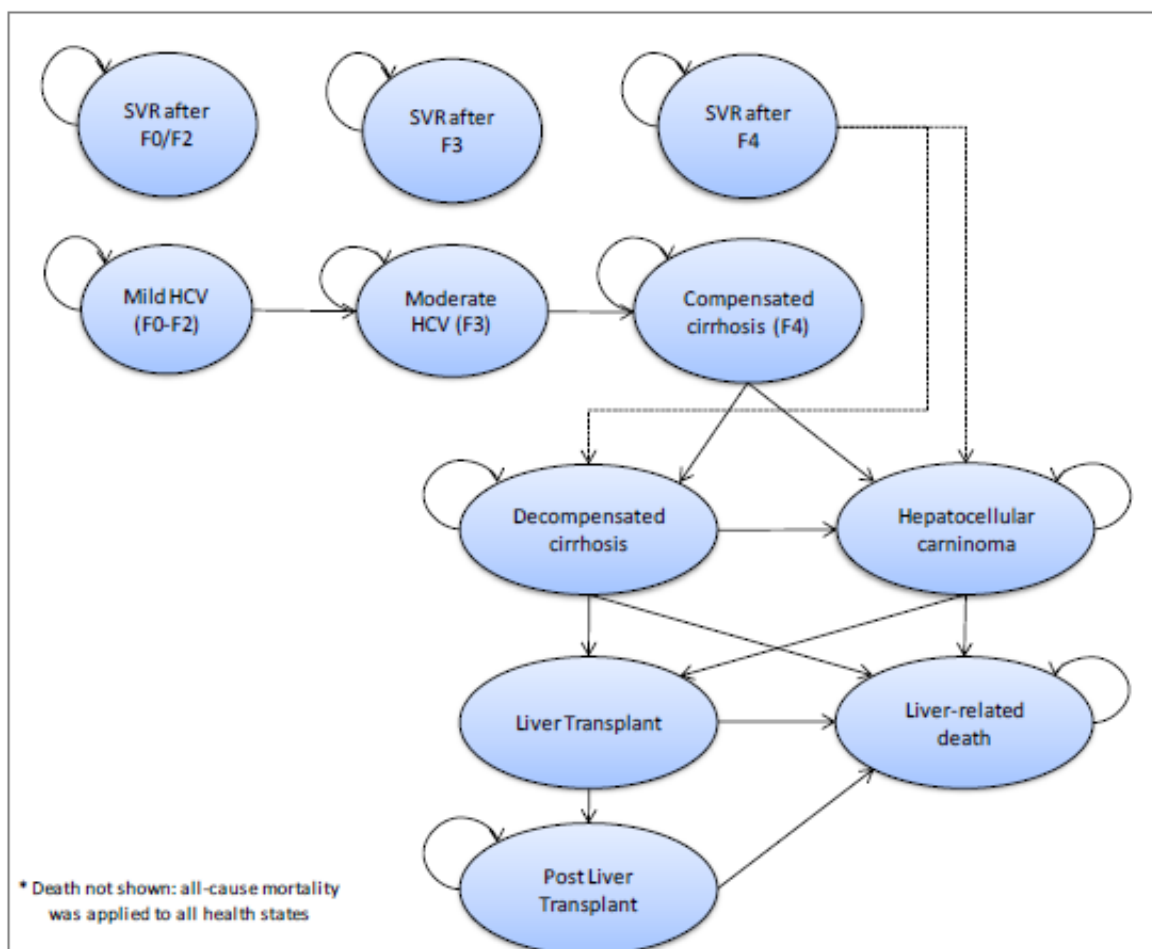 SVR after
F0/F2
SVR after
F3
SVR after
F4
Mild HCV
(F0-F2)
Moderate
HCV (F3)
Compensated
cirrhosis (F4)
Decompensated
cirrhosis
Hepatocellular
carninoma
Liver Transplant
Liver-related
death
Post Liver
Transplant
* Death not shown: all-cause mortality
was applied to all health states